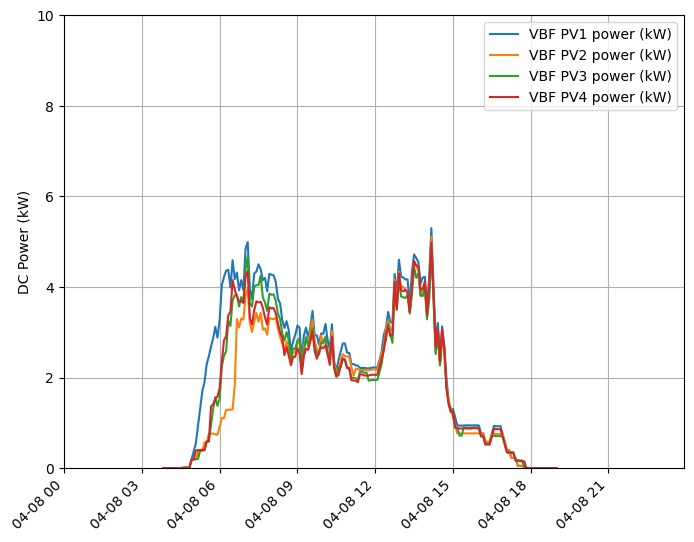 10
8
6
4
2
0
DC Power (kW)
VBF PV1 power (kW)
VBF PV2 power (kW)
VBF PV3 power (kW)
VBF PV4 power (kW)
04-08 00
04-08 03
04-08 06
04-08 09
04-08 12
04-08 15
04-08 18
04-08 21